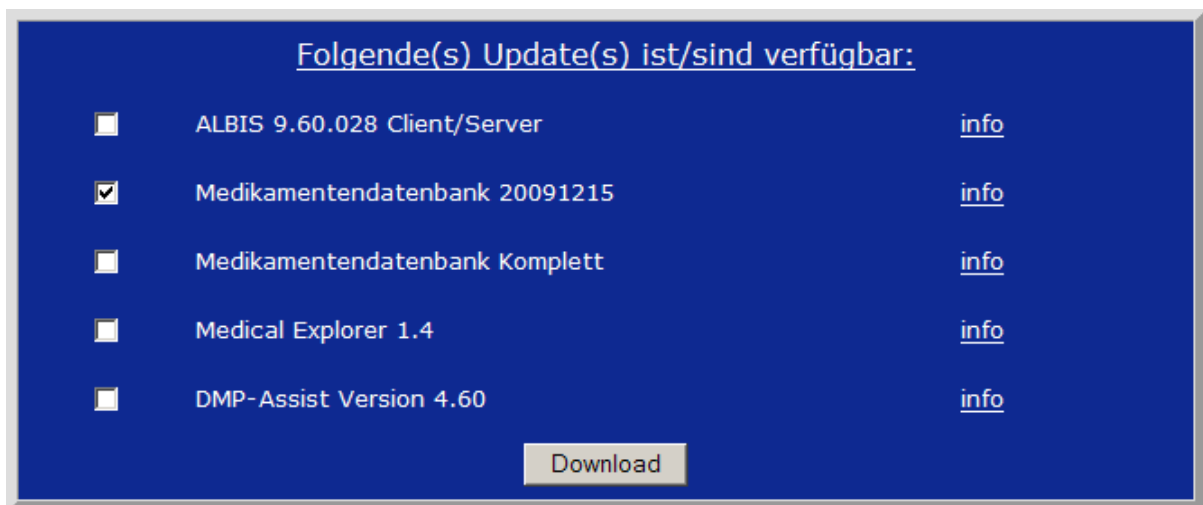 Folgende(s) Update(s) ist/sind verfügbar:
ALBIS 9.60.028 Client/Server info
Medikamentendatenbank 20091215 info
Medikamentendatenbank Komplett info
Medical Explorer 1.4 info
DMP-Assist Version 4.60 info
Download